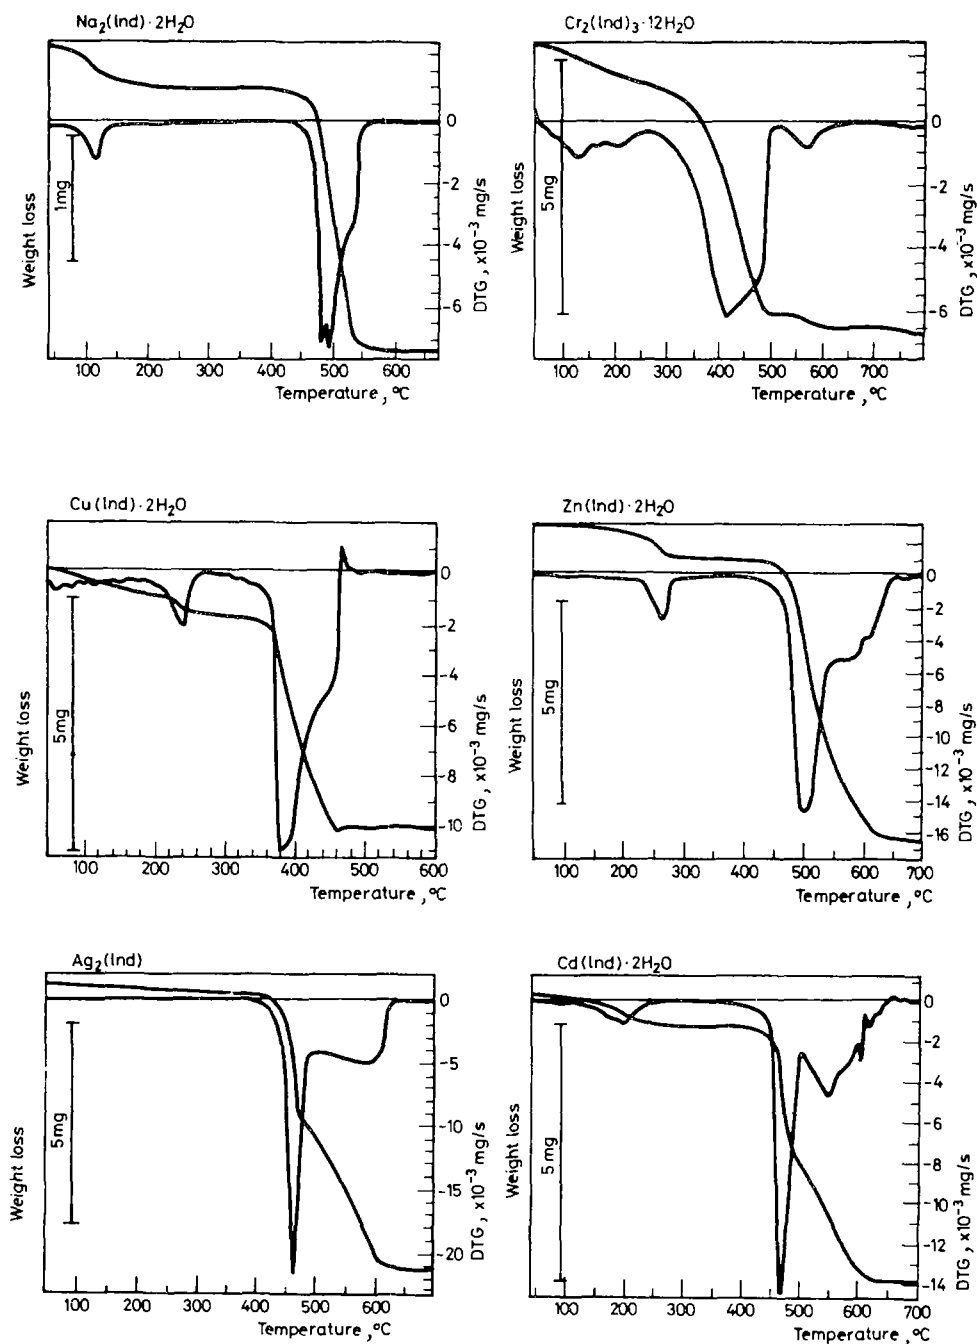 Na₂(Ind)·2H₂O
Weight loss
1mg
0
-2
-4
-6
DTG, x10⁻³ mg/s
100 200 300 400 500 600
Temperature, °C
Cr₂(Ind)₃·12H₂O
Weight loss
5mg
0
-2
-4
-6
DTG, x10⁻³ mg/s
100 200 300 400 500 600 700
Temperature, °C
Cu(Ind)·2H₂O
Weight loss
5mg
0
-2
-4
-6
-8
-10
DTG, x10⁻³ mg/s
100 200 300 400 500 600
Temperature, °C
Zn(Ind)·2H₂O
Weight loss
5mg
0
-2
-4
-6
-8
-10
-12
-14
-16
DTG, x10⁻³ mg/s
100 200 300 400 500 600 700
Temperature, °C
Ag₂(Ind)
Weight loss
5mg
0
-5
-10
-15
-20
DTG, x10⁻³ mg/s
100 200 300 400 500 600
Temperature, °C
Cd(Ind)·2H₂O
Weight loss
5mg
0
-2
-4
-6
-8
-10
-12
-14
DTG, x10⁻³ mg/s
100 200 300 400 500 600 700
Temperature, °C